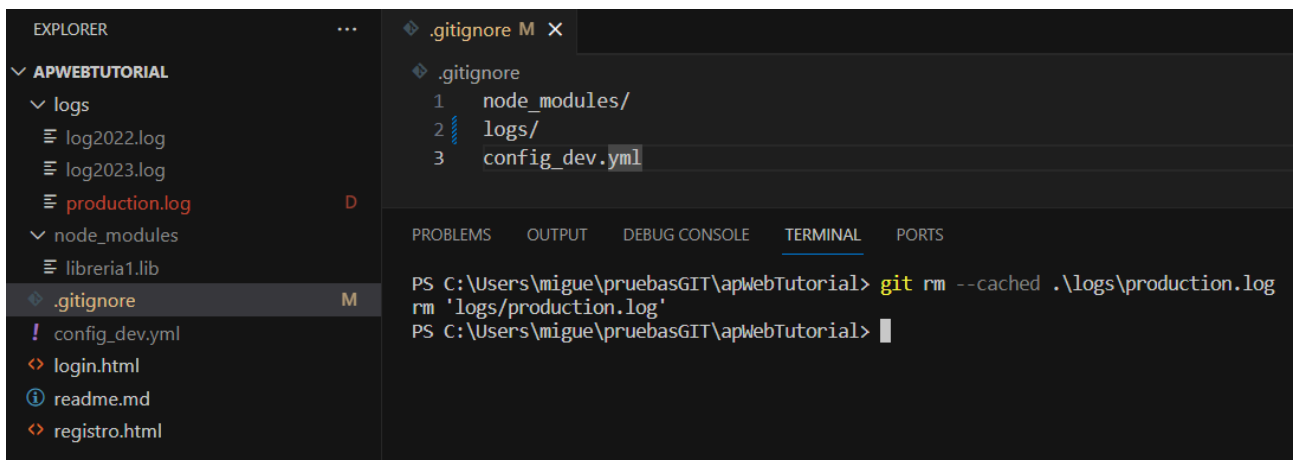 EXPLORER ...
APWEBTUTORIAL
logs
log2022.log
log2023.log
production.log D
node_modules
libreria1.lib
.gitignore M
config_dev.yml
login.html
readme.md
registro.html
.gitignore M
.gitignore
1 node_modules/
2 logs/
3 config_dev.yml
PROBLEMS OUTPUT DEBUG CONSOLE TERMINAL PORTS
PS C:\Users\migue\pruebasGIT\apWebTutorial> git rm --cached .\logs\production.log
rm 'logs/production.log'
PS C:\Users\migue\pruebasGIT\apWebTutorial>